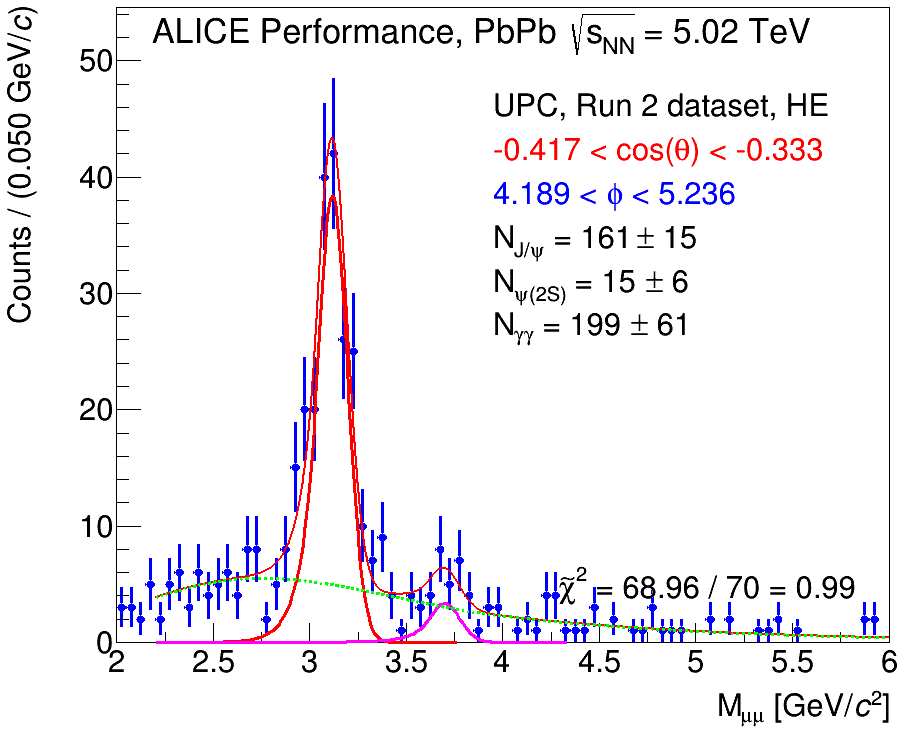 ALICE Performance, PbPb √sNN = 5.02 TeV
UPC, Run 2 dataset, HE
-0.417 < cos(θ) < -0.333
4.189 < ϕ < 5.236
NJ/ψ = 161 ± 15
Nψ(2S) = 15 ± 6
Nγγ = 199 ± 61
χ̃² = 68.96 / 70 = 0.99
Counts / (0.050 GeV/c)
50
40
30
20
10
0
2 2.5 3 3.5 4 4.5 5 5.5 6
Mμμ [GeV/c²]